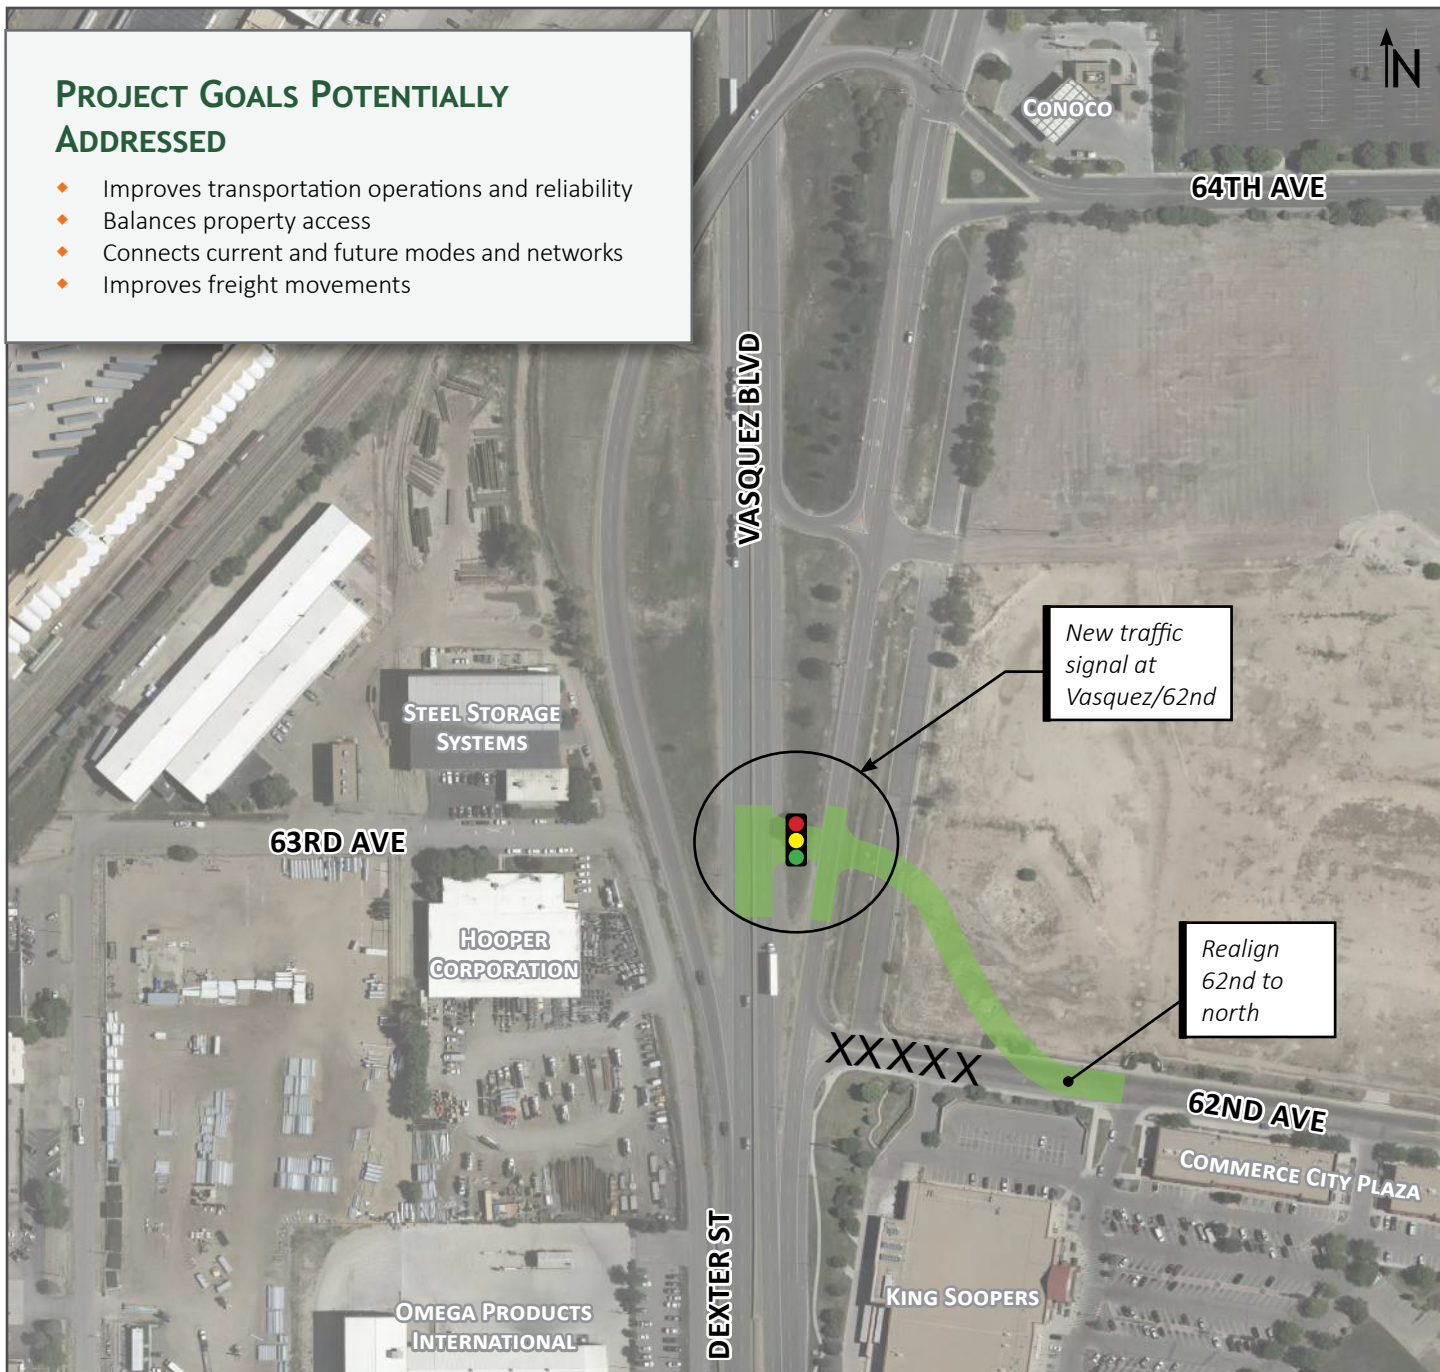 PROJECT GOALS POTENTIALLY
ADDRESSED
Improves transportation operations and reliability
Balances property access
Connects current and future modes and networks
Improves freight movements
N
CONOCO
64TH AVE
VASQUEZ BLVD
New traffic
signal at
Vasquez/62nd
STEEL STORAGE
SYSTEMS
63RD AVE
HOOPER
CORPORATION
Realign
62nd to
north
XXXXX
62ND AVE
COMMERCE CITY PLAZA
DEXTER ST
KING SOOPERS
OMEGA PRODUCTS
INTERNATIONAL